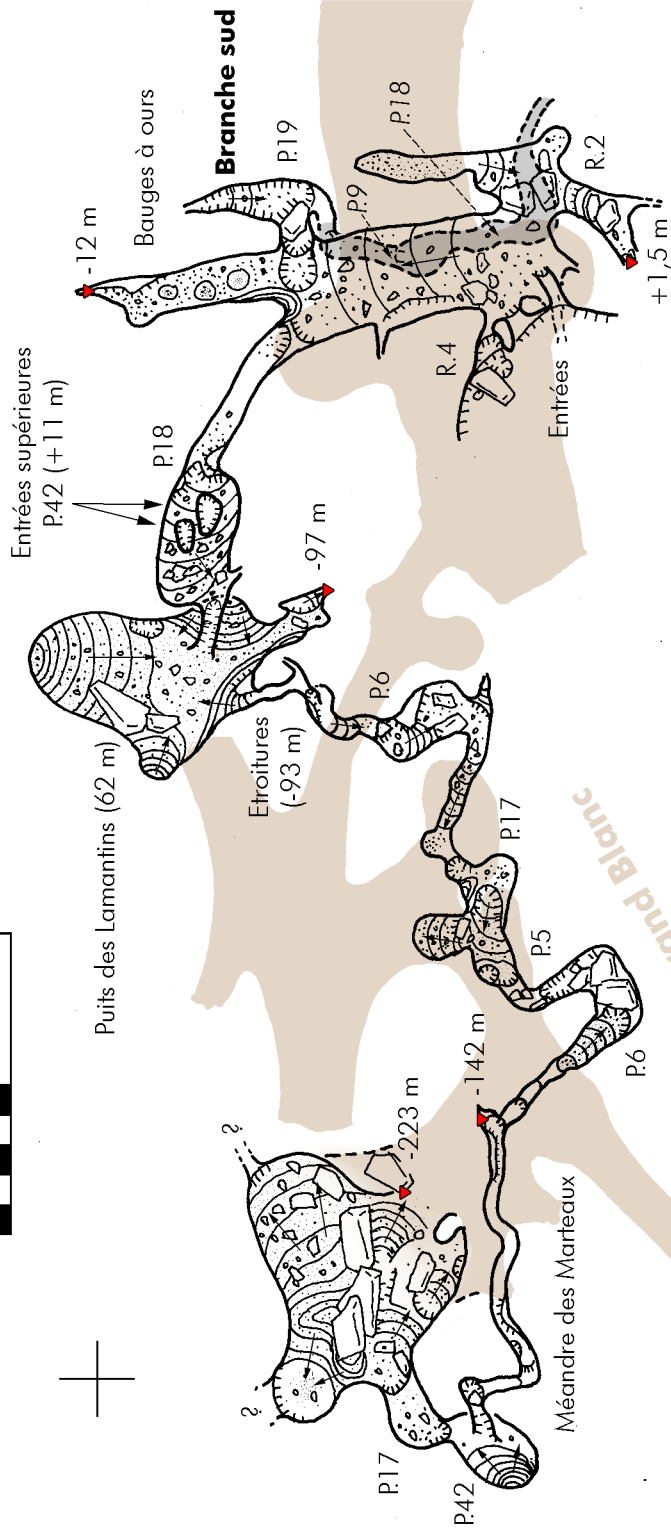 -12 m
Bauges à ours
Branche sud
P.19
P.9
P.18
R.2
+1,5 m
R.4
Entrées
Entrées supérieures
P.42 (+11 m)
P.18
-97 m
Puits des Lamantins (62 m)
Etroitures
(-93 m)
P.6
P.17
P.5
and Blanc
P.6
-142 m
-223 m
?
?
Méandre des Marteaux
P.17
P.42